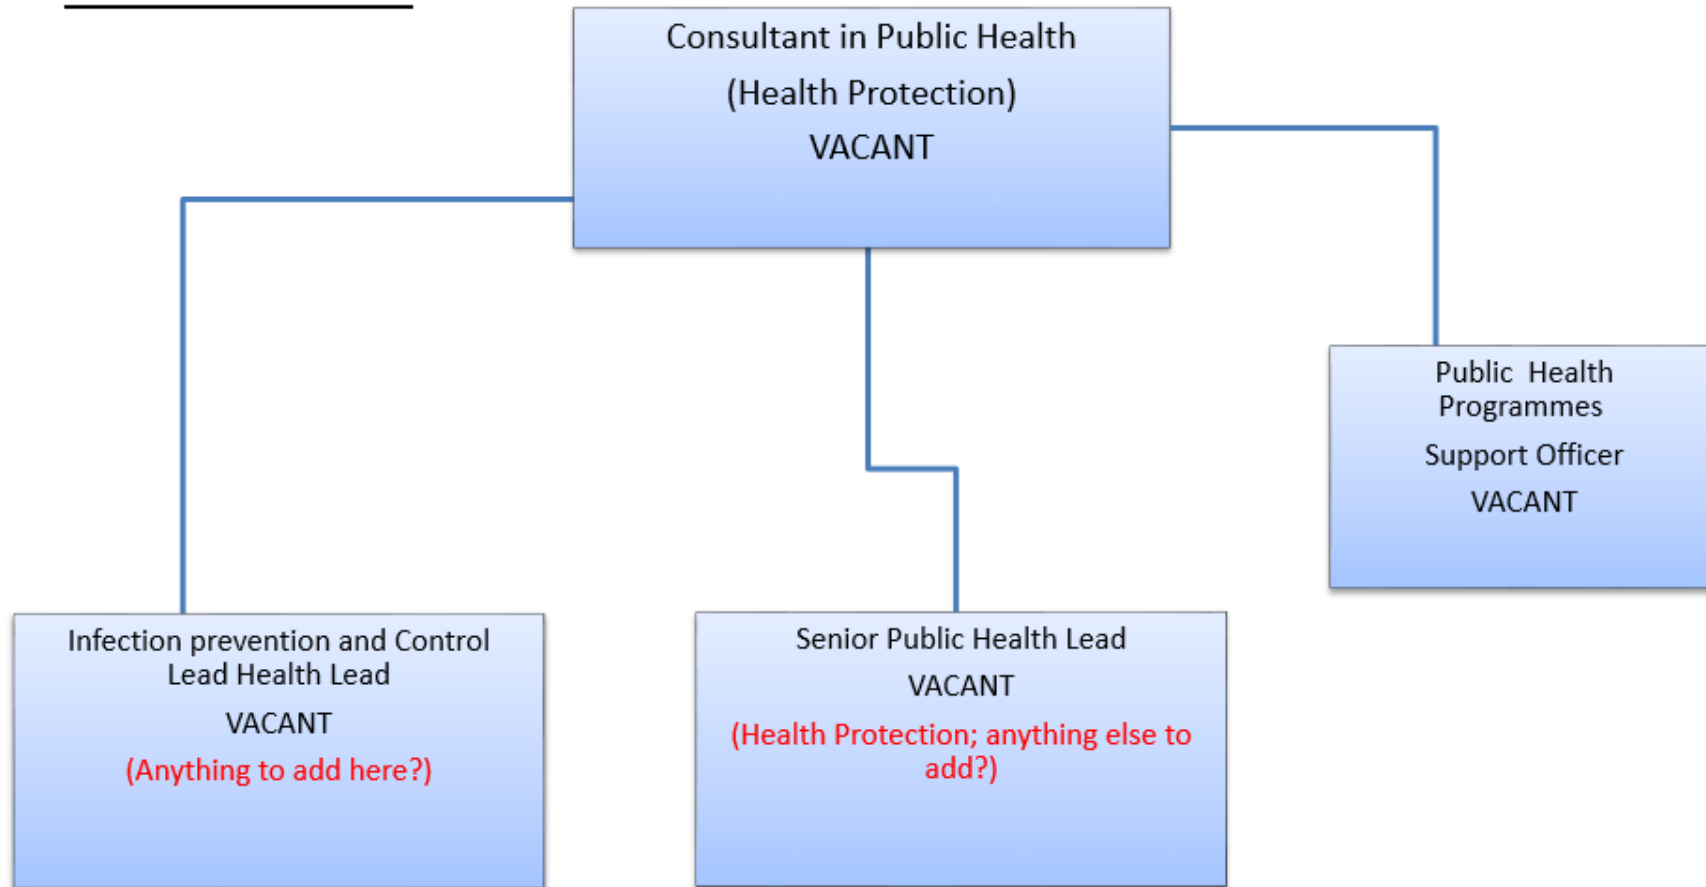 Consultant in Public Health
(Health Protection)
VACANT
Public  Health
Programmes
Support Officer
VACANT
Infection prevention and Control
Lead Health Lead
VACANT
(Anything to add here?)
Senior Public Health Lead
VACANT
(Health Protection; anything else to
add?)